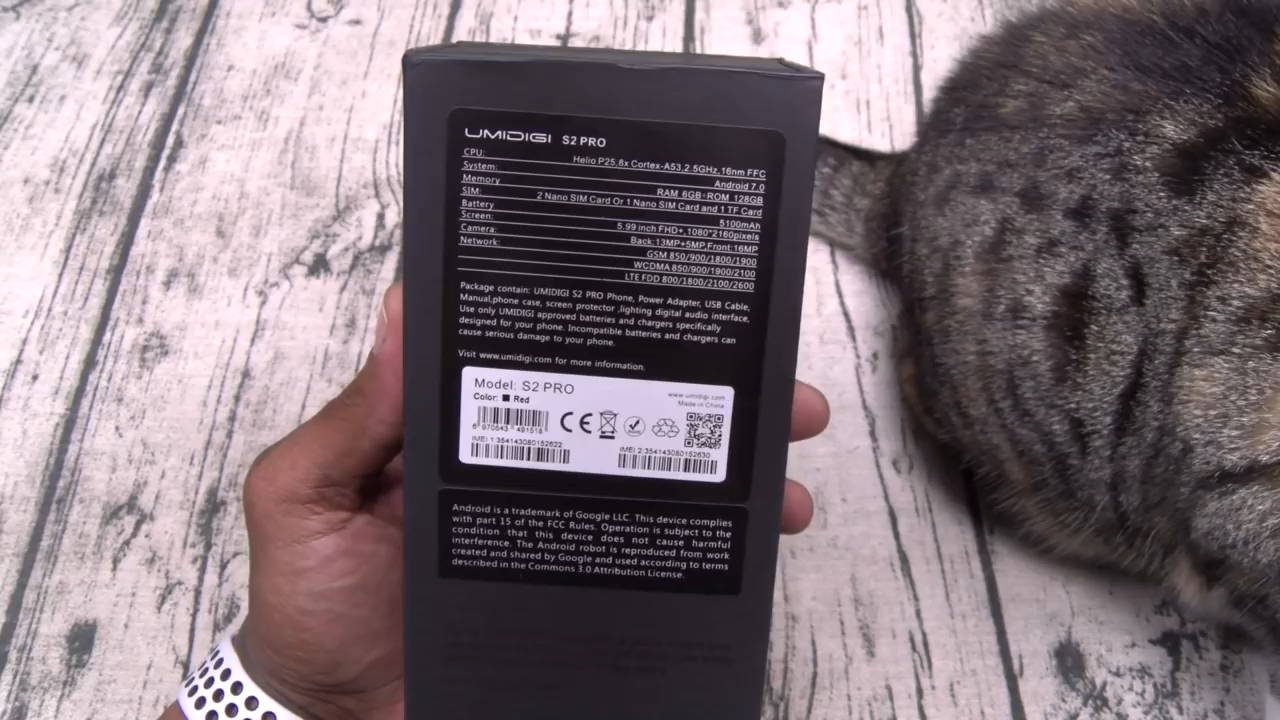 UMIDIGI S2 PRO
CPU: Helio P25,8x Cortex-A53,2.5GHz,16nm FFC
System: Android 7.0
Memory RAM 6GB+ROM 128GB
SIM: 2 Nano SIM Card Or 1 Nano SIM Card and 1 TF Card
Battery 5100mAh
Screen: 5.99 inch FHD+,1080*2160pixels
Camera: Back:13MP+5MP,Front:16MP
Network: GSM 850/900/1800/1900
WCDMA 850/900/1900/2100
LTE FDD 800/1800/2100/2600
Package contain: UMIDIGI S2 PRO Phone, Power Adapter, USB Cable,
Manual,phone case, screen protector ,lighting digital audio interface,
Use only UMIDIGI approved batteries and chargers specifically
designed for your phone. Incompatible batteries and chargers can
cause serious damage to your phone.
Visit www.umidigi.com for more information.
Model: S2 PRO
www.umidigi.com
Color: Red
Made in China
6 970543 491518
CE
IMEI 1:354143080152622
IMEI 2:354143080152630
Android is a trademark of Google LLC. This device complies
with part 15 of the FCC Rules. Operation is subject to the
condition that this device does not cause harmful
interference. The Android robot is reproduced from work
created and shared by Google and used according to terms
described in the Commons 3.0 Attribution License.